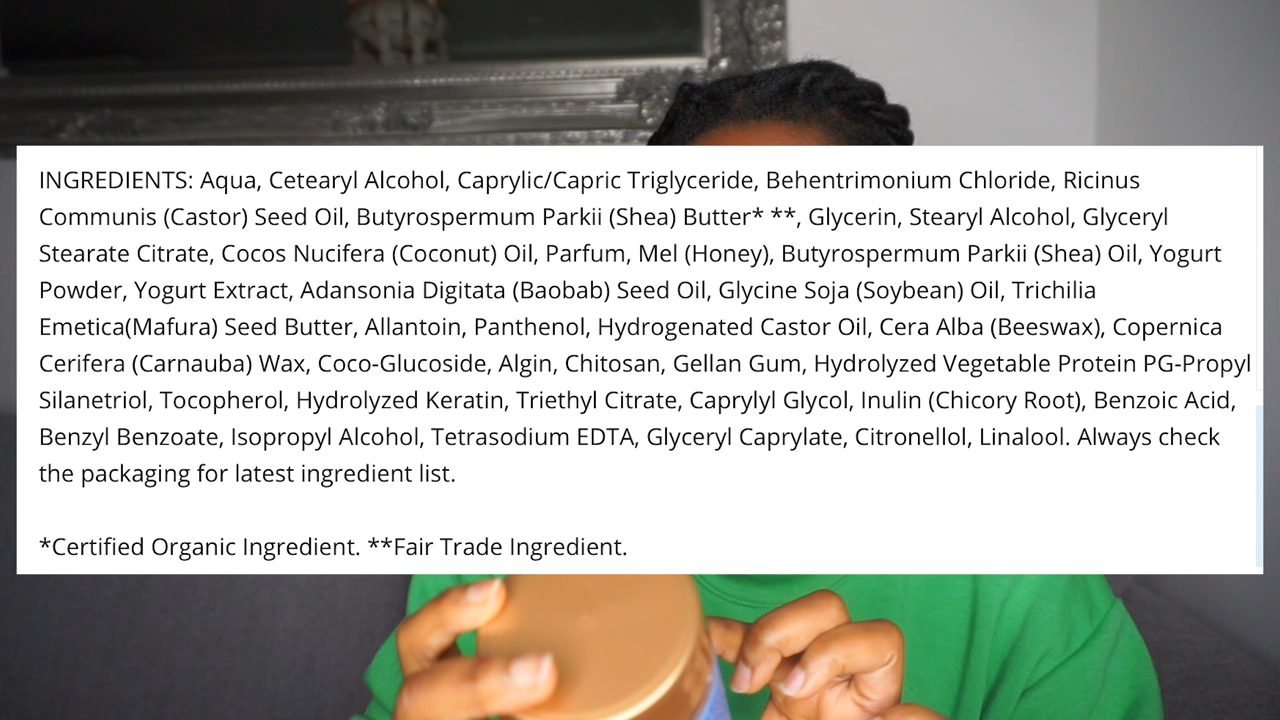 INGREDIENTS: Aqua, Cetearyl Alcohol, Caprylic/Capric Triglyceride, Behentrimonium Chloride, Ricinus
Communis (Castor) Seed Oil, Butyrospermum Parkii (Shea) Butter* **, Glycerin, Stearyl Alcohol, Glyceryl
Stearate Citrate, Cocos Nucifera (Coconut) Oil, Parfum, Mel (Honey), Butyrospermum Parkii (Shea) Oil, Yogurt
Powder, Yogurt Extract, Adansonia Digitata (Baobab) Seed Oil, Glycine Soja (Soybean) Oil, Trichilia
Emetica(Mafura) Seed Butter, Allantoin, Panthenol, Hydrogenated Castor Oil, Cera Alba (Beeswax), Copernica
Cerifera (Carnauba) Wax, Coco-Glucoside, Algin, Chitosan, Gellan Gum, Hydrolyzed Vegetable Protein PG-Propyl
Silanetriol, Tocopherol, Hydrolyzed Keratin, Triethyl Citrate, Caprylyl Glycol, Inulin (Chicory Root), Benzoic Acid,
Benzyl Benzoate, Isopropyl Alcohol, Tetrasodium EDTA, Glyceryl Caprylate, Citronellol, Linalool. Always check
the packaging for latest ingredient list.
*Certified Organic Ingredient. **Fair Trade Ingredient.